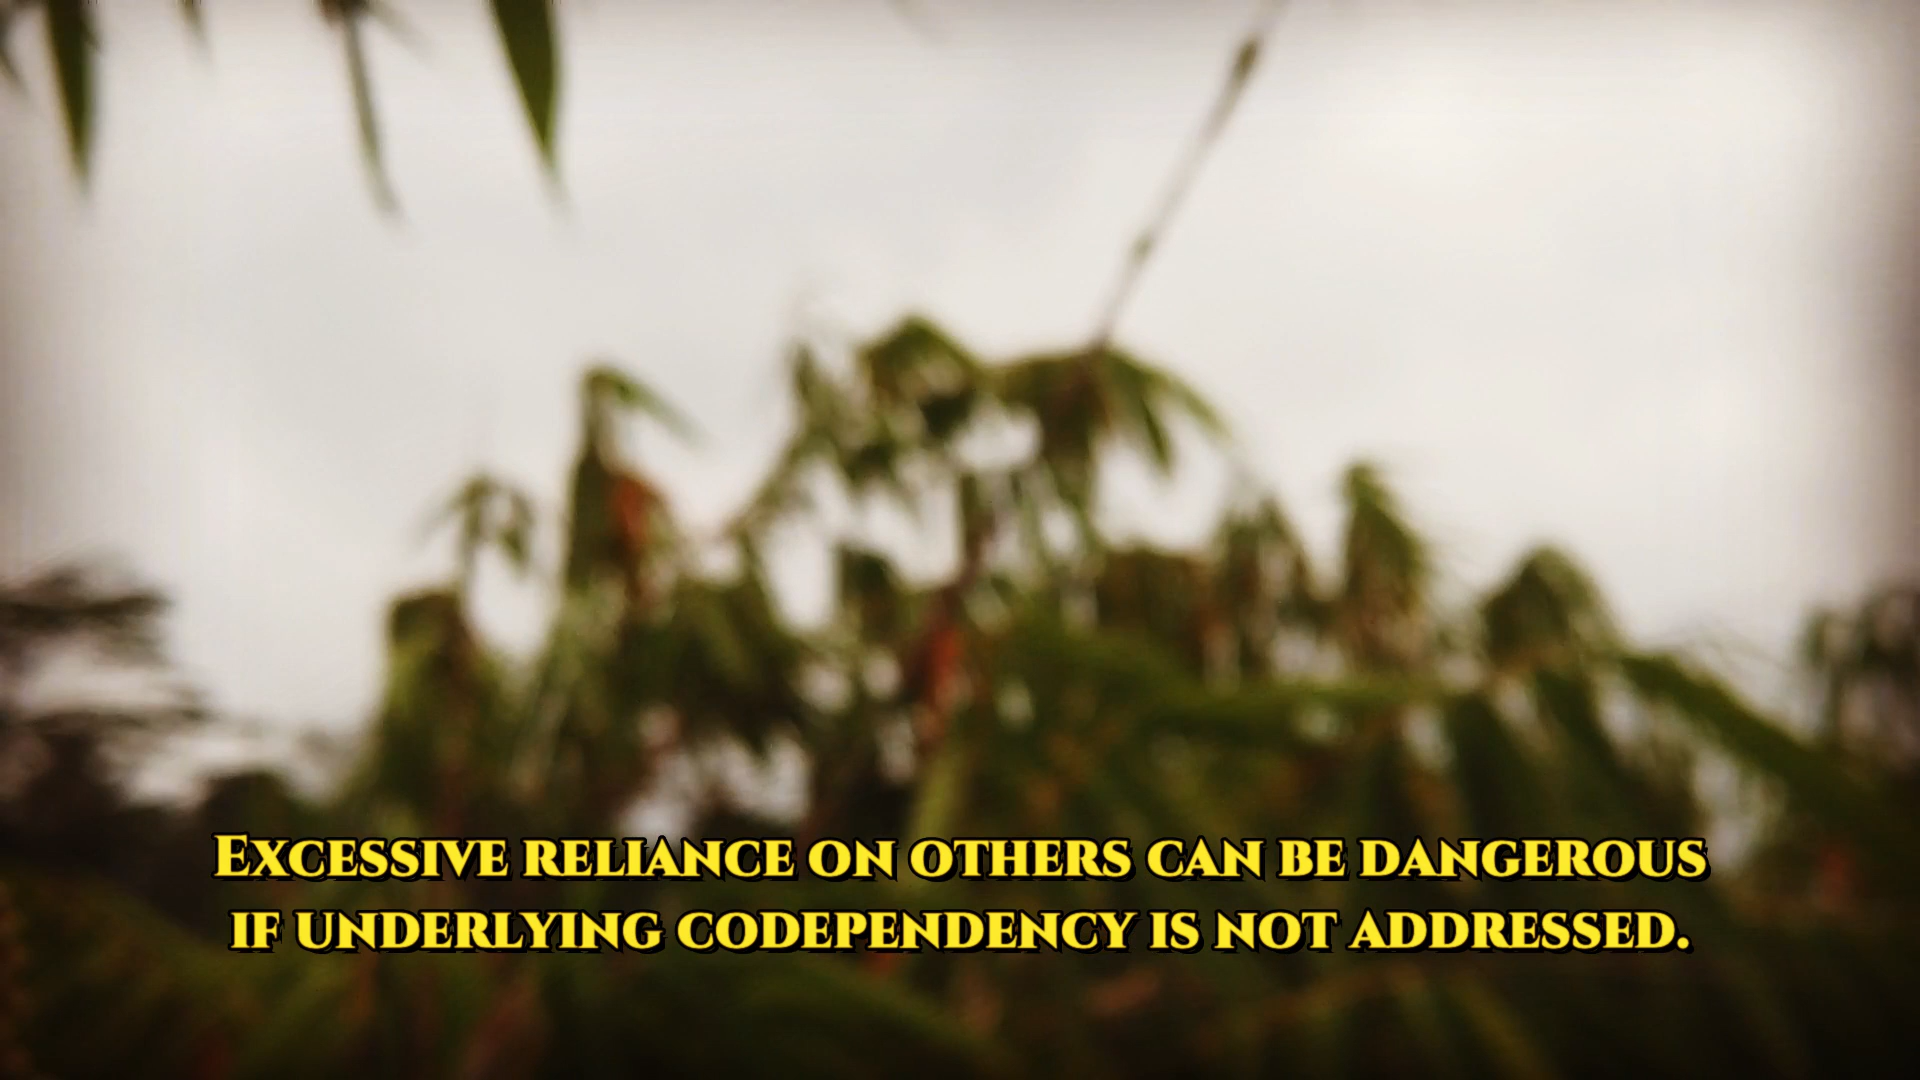 Excessive reliance on others can be dangerous
if underlying codependency is not addressed.